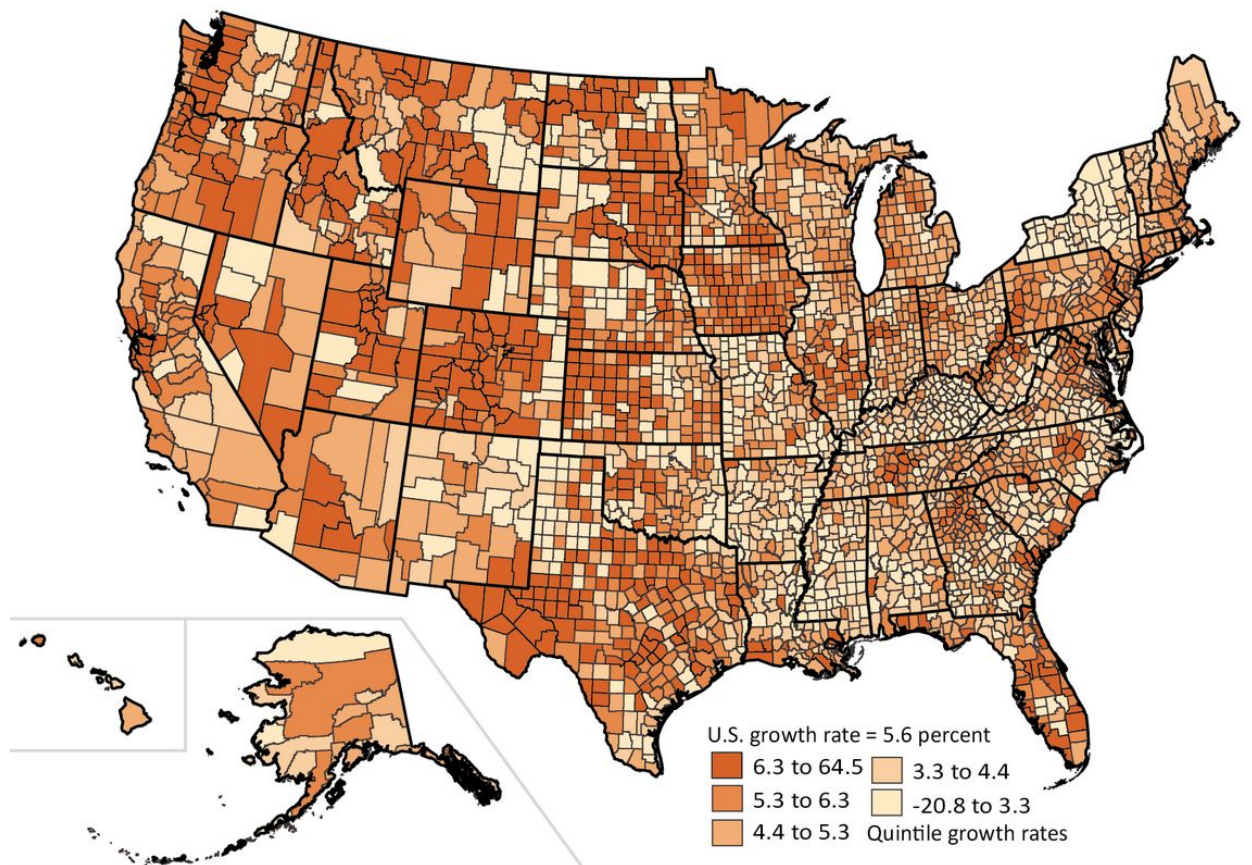 U.S. growth rate = 5.6 percent
6.3 to 64.5
5.3 to 6.3
4.4 to 5.3
3.3 to 4.4
-20.8 to 3.3
Quintile growth rates